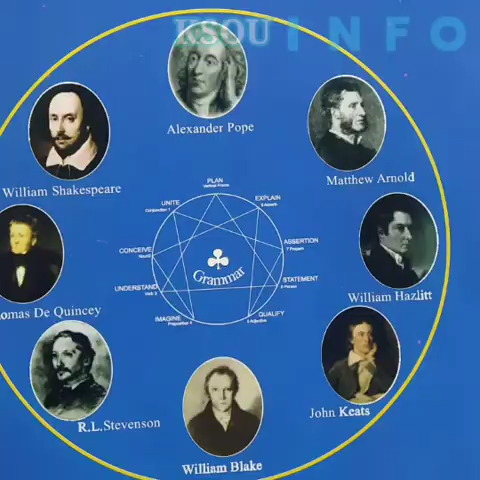 KSOU INFO
Alexander Pope
Matthew Arnold
William Shakespeare
PLAN
UNITE
EXPLAIN
CONCEIVE
ASSERTION
Grammar
UNDERSTAND
STATEMENT
IMAGINE
QUALIFY
William Hazlitt
omas De Quincey
John Keats
R.L.Stevenson
William Blake